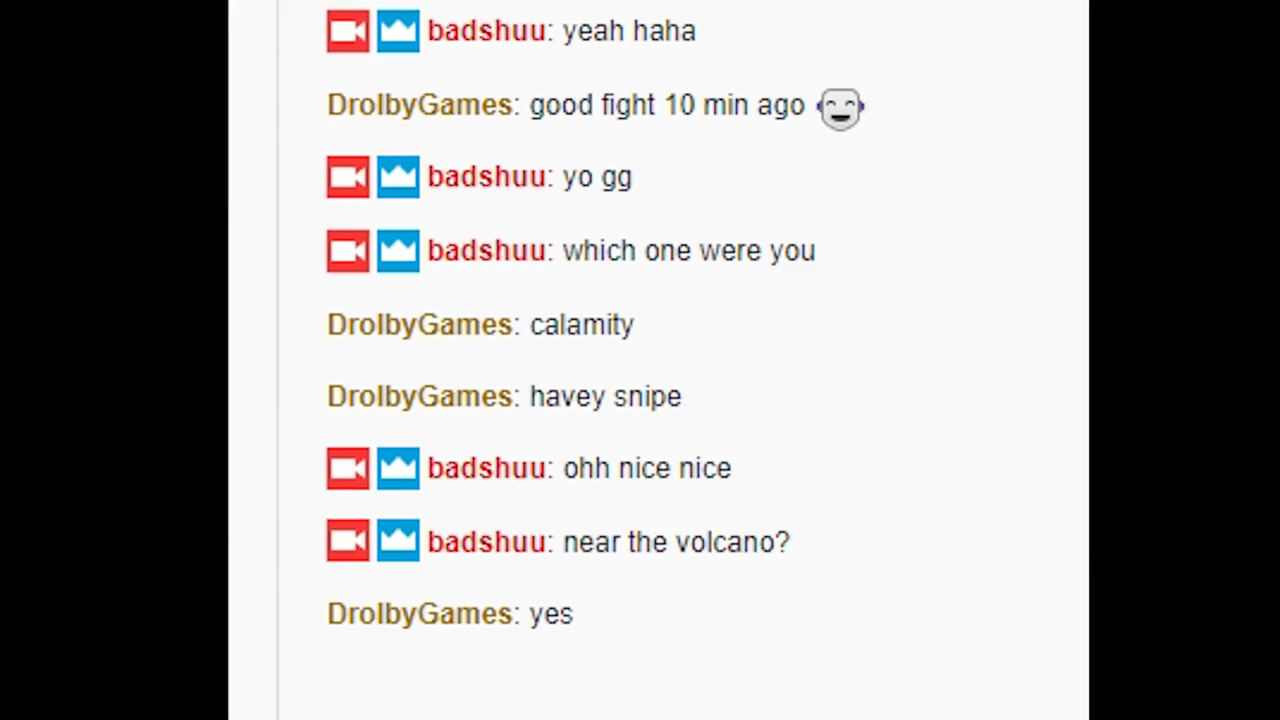 badshuu: yeah haha
DrolbyGames: good fight 10 min ago
badshuu: yo gg
badshuu: which one were you
DrolbyGames: calamity
DrolbyGames: havey snipe
badshuu: ohh nice nice
badshuu: near the volcano?
DrolbyGames: yes